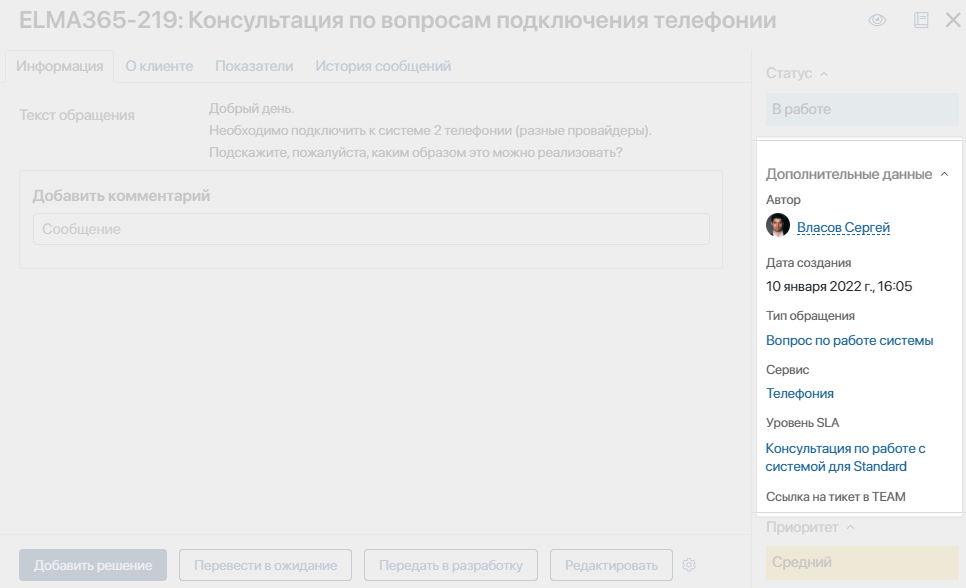 ELMA365-219: Консультация по вопросам подключения телефонии
Информация О клиенте Показатели История сообщений
Текст обращения
Добрый день.
Необходимо подключить к системе 2 телефонии (разные провайдеры).
Подскажите, пожалуйста, каким образом это можно реализовать?
Добавить комментарий
Сообщение
Статус
В работе
Дополнительные данные
Автор
Власов Сергей
Дата создания
10 января 2022 г., 16:05
Тип обращения
Вопрос по работе системы
Сервис
Телефония
Уровень SLA
Консультация по работе с
системой для Standard
Ссылка на тикет в TEAM
Приоритет
Средний
Добавить решение Перевести в ожидание Передать в разработку Редактировать